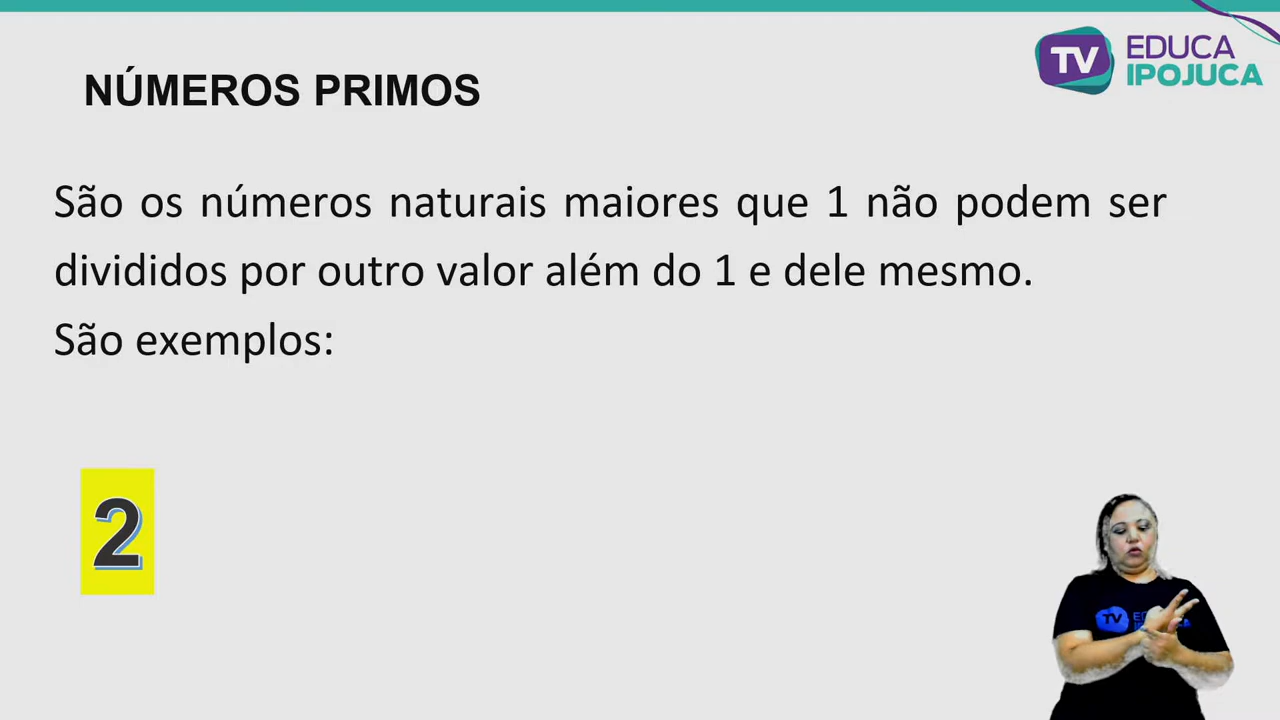 TV EDUCA
IPOJUCA
NÚMEROS PRIMOS
São os números naturais maiores que 1 não podem ser
divididos por outro valor além do 1 e dele mesmo.
São exemplos:
2
TV